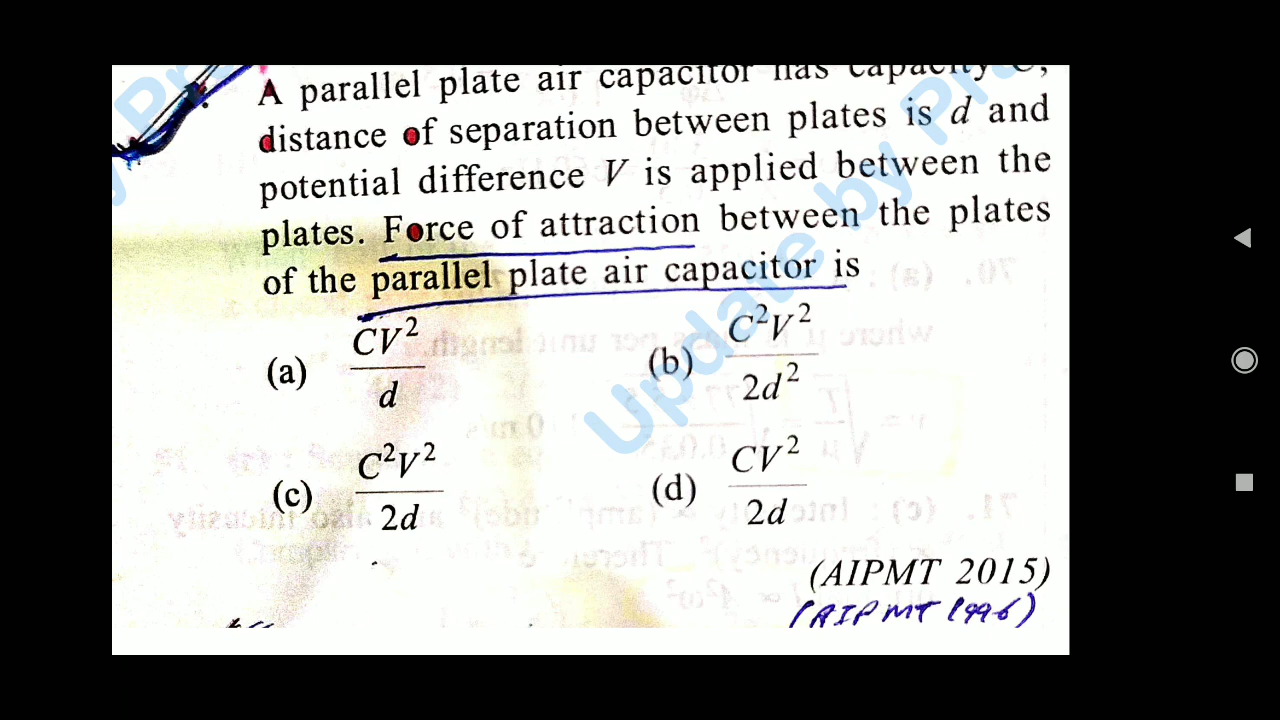 A parallel plate air capacitor has capacity C,
distance of separation between plates is d and
potential difference V is applied between the
plates. Force of attraction between the plates
of the parallel plate air capacitor is
(a) CV²/d (b) C²V²/2d²
(c) C²V²/2d (d) CV²/2d
(AIPMT 2015)
(AIPMT 1996)
Update by